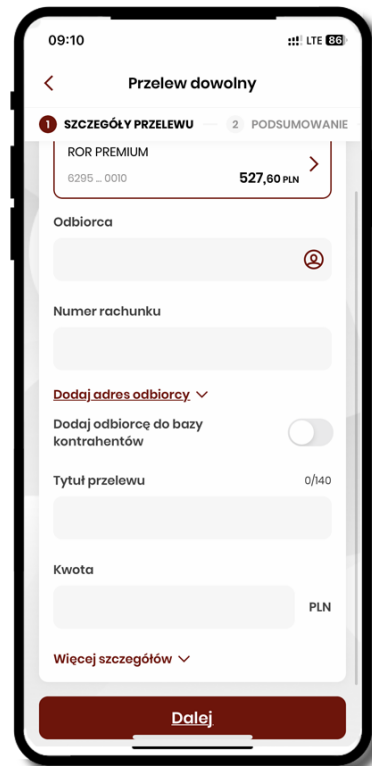 09:10
LTE 86
Przelew dowolny
1 SZCZEGÓŁY PRZELEWU 2 PODSUMOWANIE
ROR PREMIUM
6295 ... 0010 527,60 PLN
Odbiorca
Numer rachunku
Dodaj adres odbiorcy
Dodaj odbiorcę do bazy
kontrahentów
Tytuł przelewu 0/140
Kwota
PLN
Więcej szczegółów
Dalej